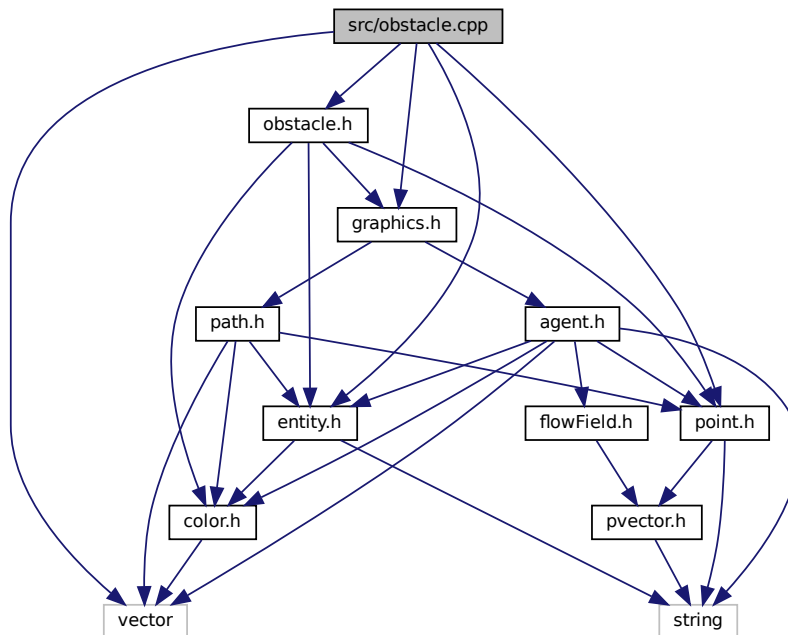 src/obstacle.cpp
obstacle.h
graphics.h
path.h
agent.h
entity.h
flowField.h
point.h
color.h
pvector.h
vector
string